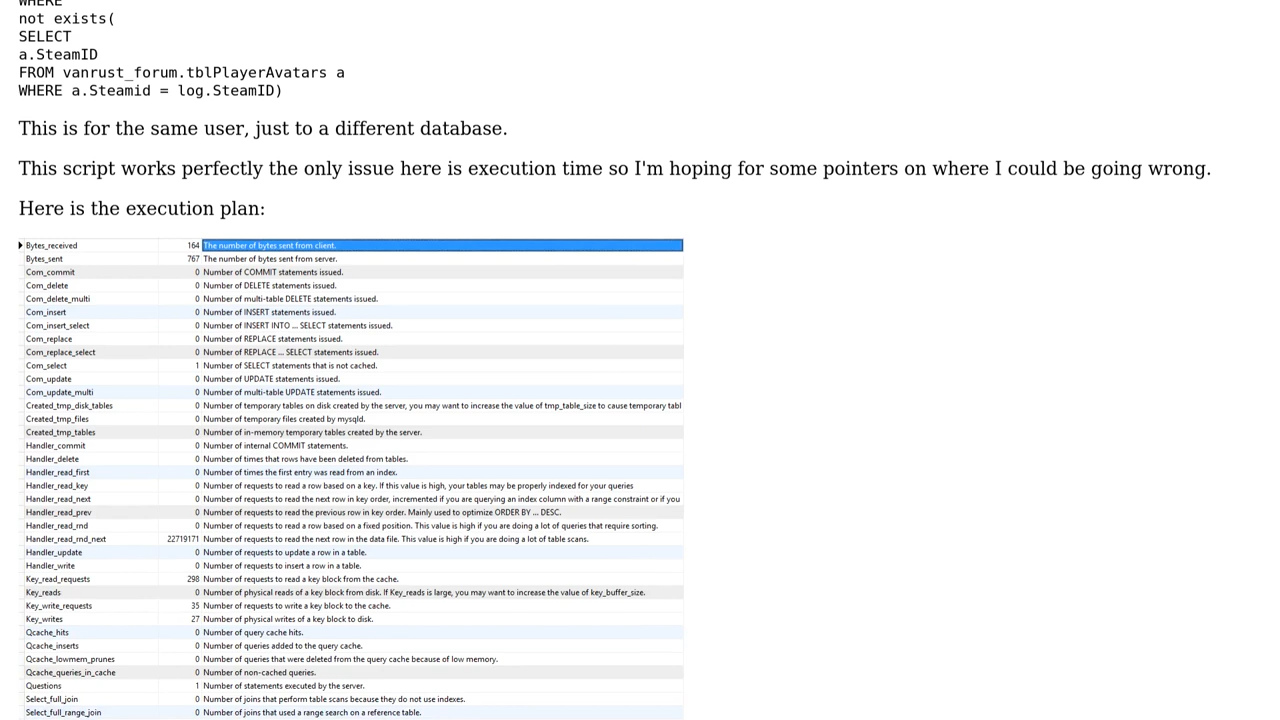 WHERE
not exists(
SELECT
a.SteamID
FROM vanrust_forum.tblPlayerAvatars a
WHERE a.Steamid = log.SteamID)
This is for the same user, just to a different database.
This script works perfectly the only issue here is execution time so I'm hoping for some pointers on where I could be going wrong.
Here is the execution plan:
Bytes_received 164 The number of bytes sent from client.
Bytes_sent 767 The number of bytes sent from server.
Com_commit 0 Number of COMMIT statements issued.
Com_delete 0 Number of DELETE statements issued.
Com_delete_multi 0 Number of multi-table DELETE statements issued.
Com_insert 0 Number of INSERT statements issued.
Com_insert_select 0 Number of INSERT INTO ... SELECT statements issued.
Com_replace 0 Number of REPLACE statements issued.
Com_replace_select 0 Number of REPLACE ... SELECT statements issued.
Com_select 1 Number of SELECT statements that is not cached.
Com_update 0 Number of UPDATE statements issued.
Com_update_multi 0 Number of multi-table UPDATE statements issued.
Created_tmp_disk_tables 0 Number of temporary tables on disk created by the server, you may want to increase the value of tmp_table_size to cause temporary tabl
Created_tmp_files 0 Number of temporary files created by mysqld.
Created_tmp_tables 0 Number of in-memory temporary tables created by the server.
Handler_commit 0 Number of internal COMMIT statements.
Handler_delete 0 Number of times that rows have been deleted from tables.
Handler_read_first 0 Number of times the first entry was read from an index.
Handler_read_key 0 Number of requests to read a row based on a key. If this value is high, your tables may be properly indexed for your queries
Handler_read_next 0 Number of requests to read the next row in key order, incremented if you are querying an index column with a range constraint or if you
Handler_read_prev 0 Number of requests to read the previous row in key order. Mainly used to optimize ORDER BY ... DESC.
Handler_read_rnd 0 Number of requests to read a row based on a fixed position. This value is high if you are doing a lot of queries that require sorting.
Handler_read_rnd_next 22719171 Number of requests to read the next row in the data file. This value is high if you are doing a lot of table scans.
Handler_update 0 Number of requests to update a row in a table.
Handler_write 0 Number of requests to insert a row in a table.
Key_read_requests 298 Number of requests to read a key block from the cache.
Key_reads 0 Number of physical reads of a key block from disk. If Key_reads is large, you may want to increase the value of key_buffer_size.
Key_write_requests 35 Number of requests to write a key block to the cache.
Key_writes 27 Number of physical writes of a key block to disk.
Qcache_hits 0 Number of query cache hits.
Qcache_inserts 0 Number of queries added to the query cache.
Qcache_lowmem_prunes 0 Number of queries that were deleted from the query cache because of low memory.
Qcache_queries_in_cache 0 Number of non-cached queries.
Questions 1 Number of statements executed by the server.
Select_full_join 0 Number of joins that perform table scans because they do not use indexes.
Select_full_range_join 0 Number of joins that used a range search on a reference table.